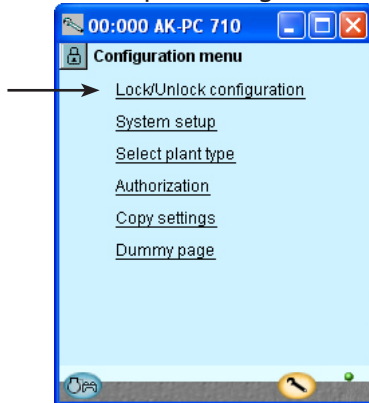 00:000 AK-PC 710
Configuration menu
Lock/Unlock configuration
System setup
Select plant type
Authorization
Copy settings
Dummy page